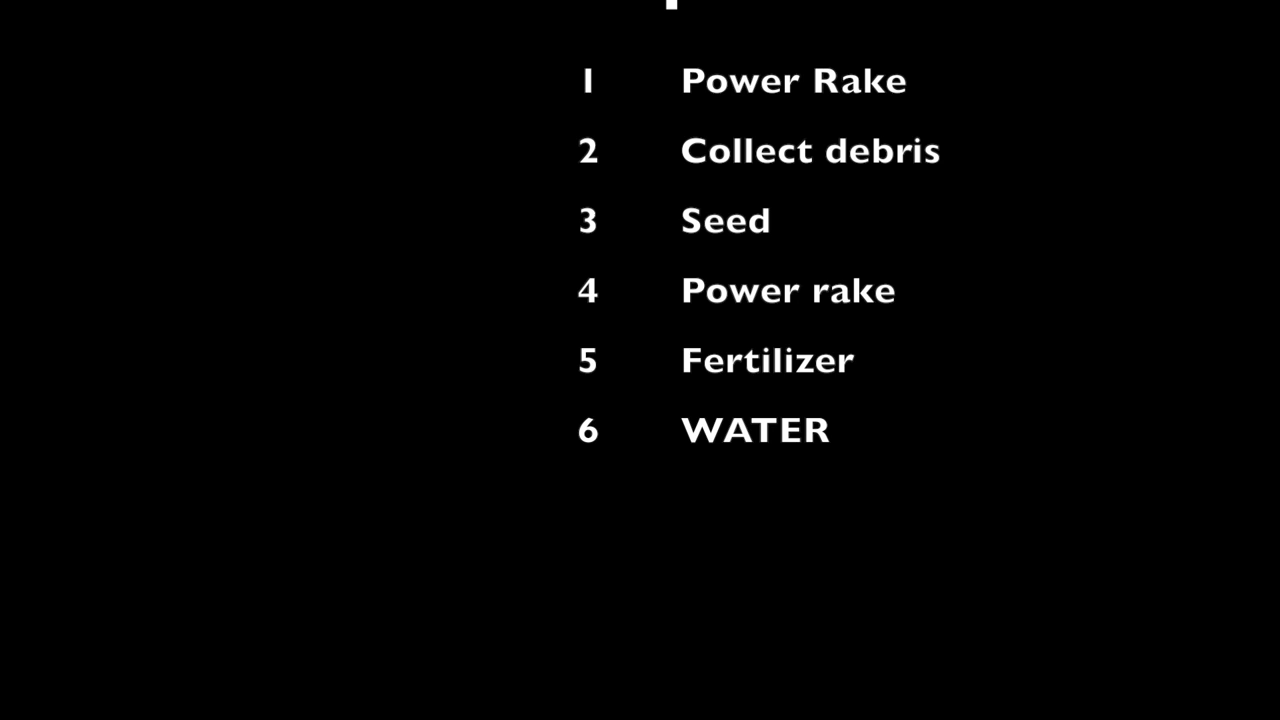 1 Power Rake
2 Collect debris
3 Seed
4 Power rake
5 Fertilizer
6 WATER